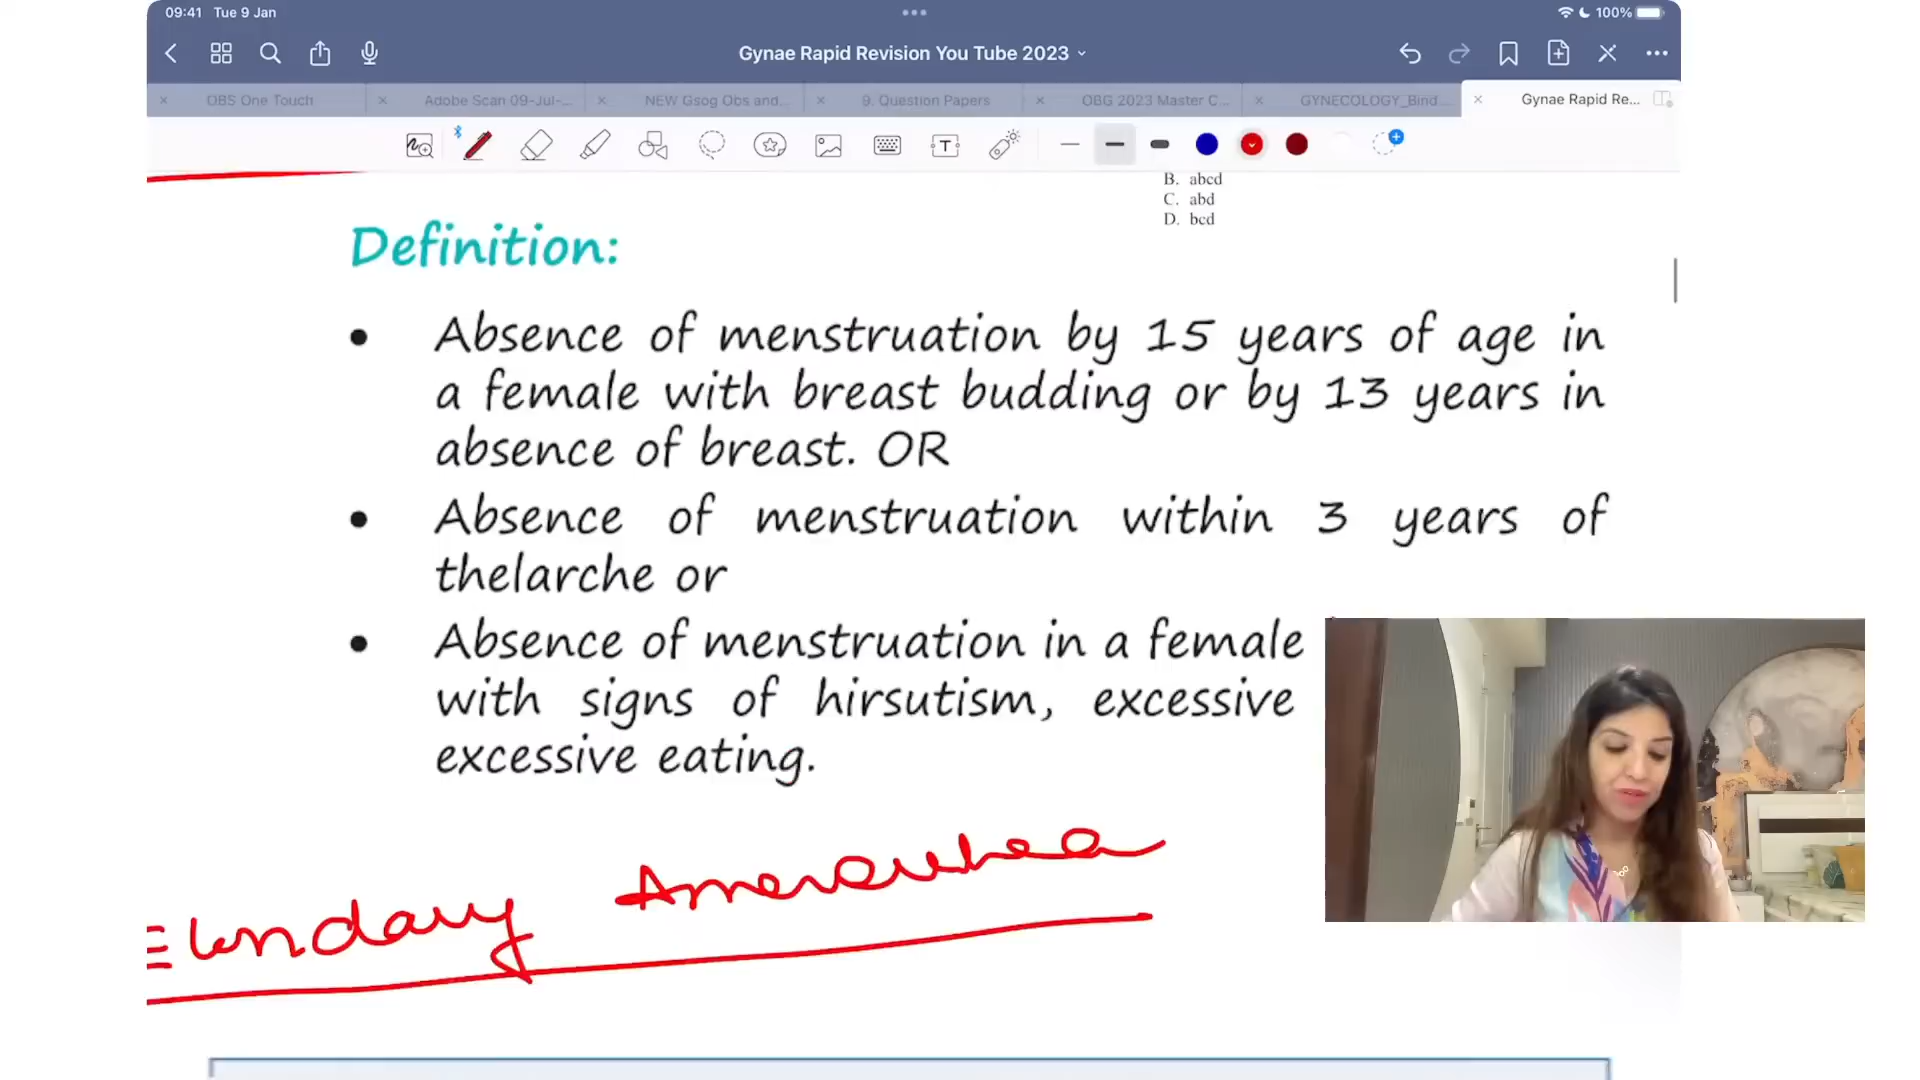 09:41 Tue 9 Jan
100%
Gynae Rapid Revision You Tube 2023
OBS One Touch
Adobe Scan 09-Jul-...
NEW Gsog Obs and...
9. Question Papers
OBG 2023 Master C...
GYNECOLOGY_Bind...
Gynae Rapid Re...
T
B. abcd
C. abd
D. bcd
Definition:
• Absence of menstruation by 15 years of age in
a female with breast budding or by 13 years in
absence of breast. OR
• Absence of menstruation within 3 years of
thelarche or
• Absence of menstruation in a female
with signs of hirsutism, excessive
excessive eating.
Amenorrhea